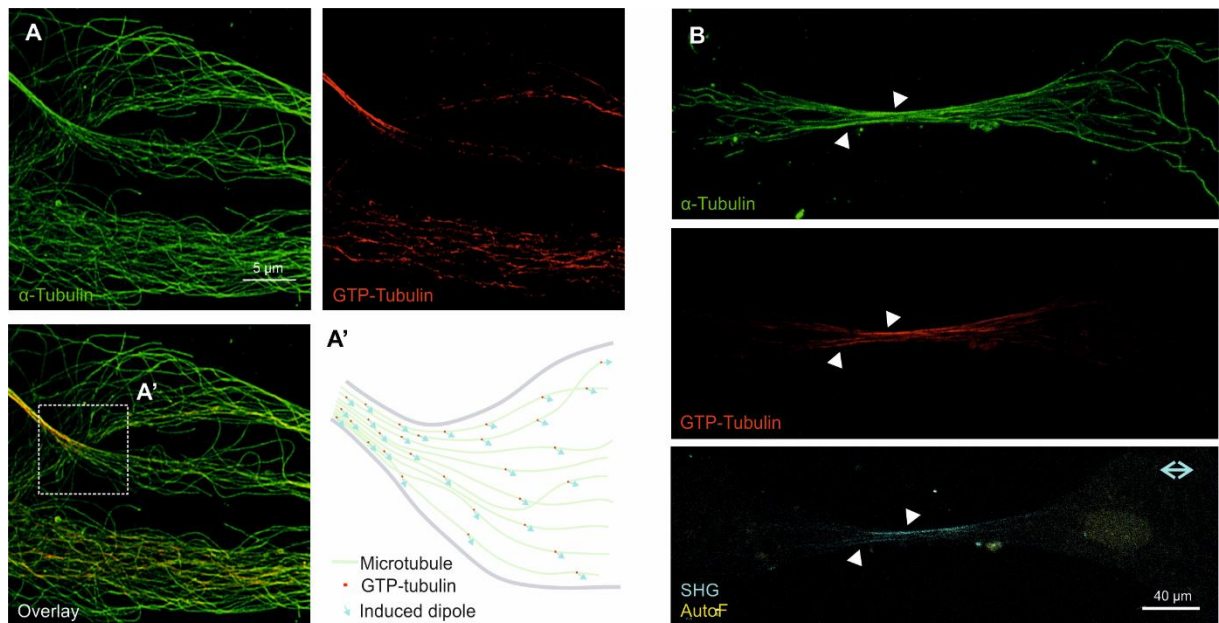 A
5 µm
α-Tubulin
GTP-Tubulin
A'
Overlay
A'
Microtubule
GTP-tubulin
Induced dipole
B
α-Tubulin
GTP-Tubulin
SHG
AutoF
40 µm